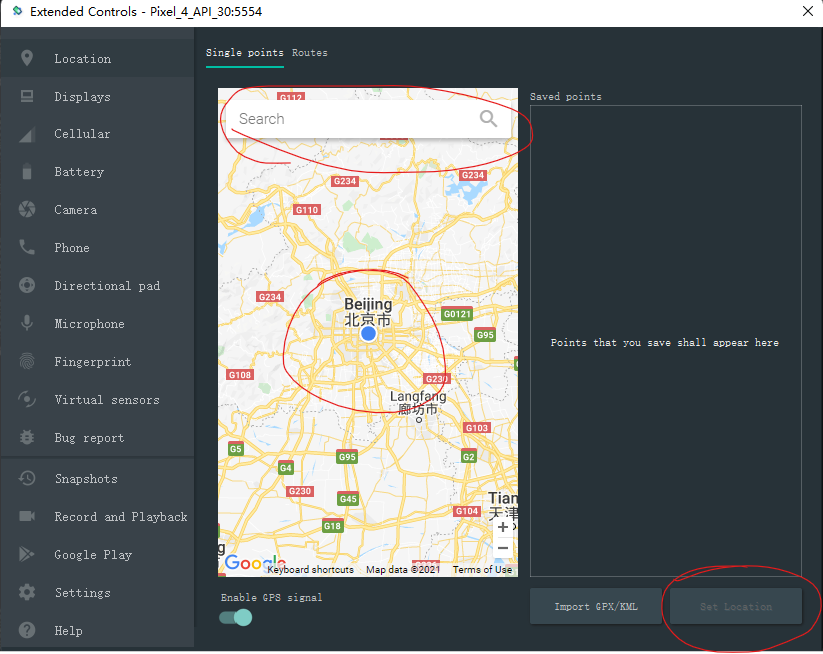 Extended Controls - Pixel_4_API_30:5554
Location
Displays
Cellular
Battery
Camera
Phone
Directional pad
Microphone
Fingerprint
Virtual sensors
Bug report
Snapshots
Record and Playback
Google Play
Settings
Help
Single points
Routes
G112
Search
G234
G234
G110
G234
Beijing
北京市
G0121
G95
G108
G230
Langfang
廊坊市
G103
G5
G95
G2
G4
G230
G45
G104
Tian
天津
G18
Google
Keyboard shortcuts
Map data ©2021
Terms of Use
Enable GPS signal
Saved points
Points that you save shall appear here
Import GPX/KML
Set Location